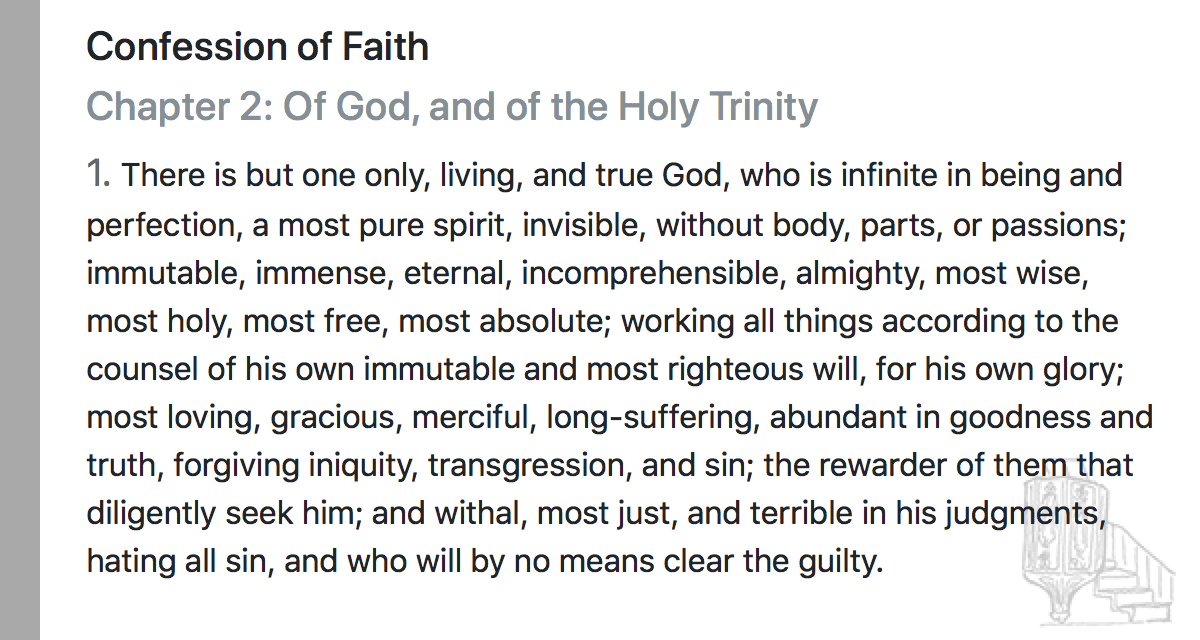 Confession of Faith
Chapter 2: Of God, and of the Holy Trinity
1. There is but one only, living, and true God, who is infinite in being and
perfection, a most pure spirit, invisible, without body, parts, or passions;
immutable, immense, eternal, incomprehensible, almighty, most wise,
most holy, most free, most absolute; working all things according to the
counsel of his own immutable and most righteous will, for his own glory;
most loving, gracious, merciful, long-suffering, abundant in goodness and
truth, forgiving iniquity, transgression, and sin; the rewarder of them that
diligently seek him; and withal, most just, and terrible in his judgments,
hating all sin, and who will by no means clear the guilty.